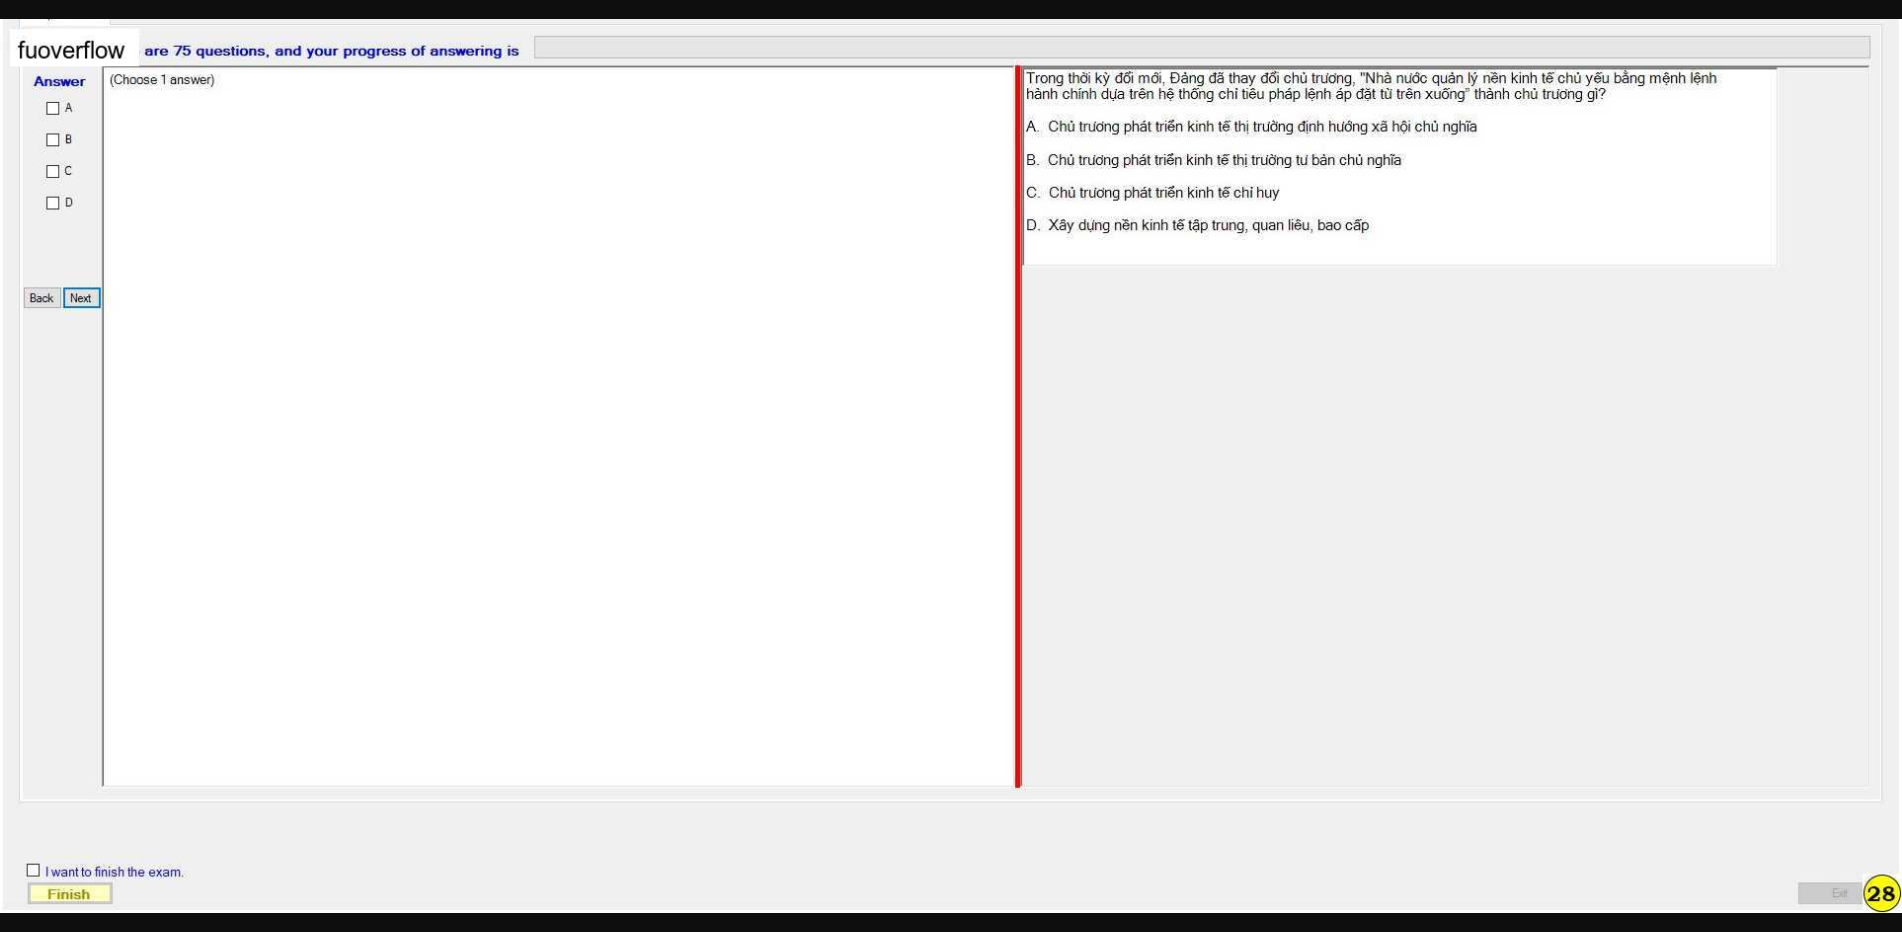 fuoverflow are 75 questions, and your progress of answering is
Answer
(Choose 1 answer)
A
B
C
D
Back Next
Trong thời kỳ đổi mới, Đảng đã thay đổi chủ trương, "Nhà nước quản lý nền kinh tế chủ yếu bằng mệnh lệnh
hành chính dựa trên hệ thống chỉ tiêu pháp lệnh áp đặt từ trên xuống" thành chủ trương gì?
A. Chủ trương phát triển kinh tế thị trường định hướng xã hội chủ nghĩa
B. Chủ trương phát triển kinh tế thị trường tư bản chủ nghĩa
C. Chủ trương phát triển kinh tế chỉ huy
D. Xây dựng nền kinh tế tập trung, quan liêu, bao cấp
I want to finish the exam.
Finish
Exit
28